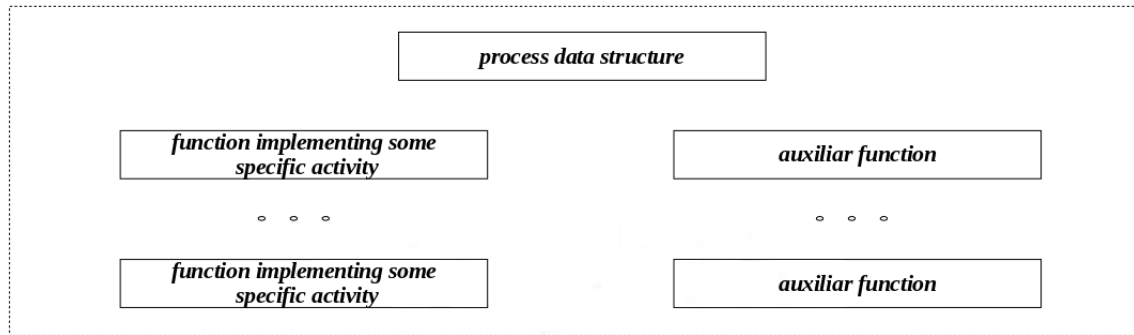 process data structure
function implementing some
specific activity
auxiliar function
function implementing some
specific activity
auxiliar function